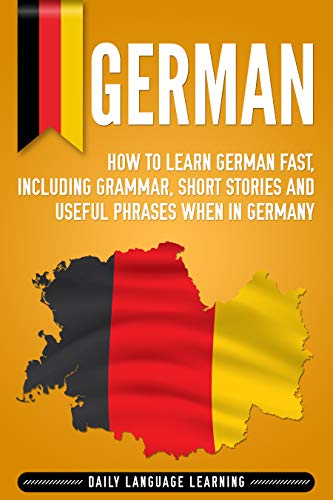 GERMAN
HOW TO LEARN GERMAN FAST,
INCLUDING GRAMMAR, SHORT STORIES AND
USEFUL PHRASES WHEN IN GERMANY
DAILY LANGUAGE LEARNING